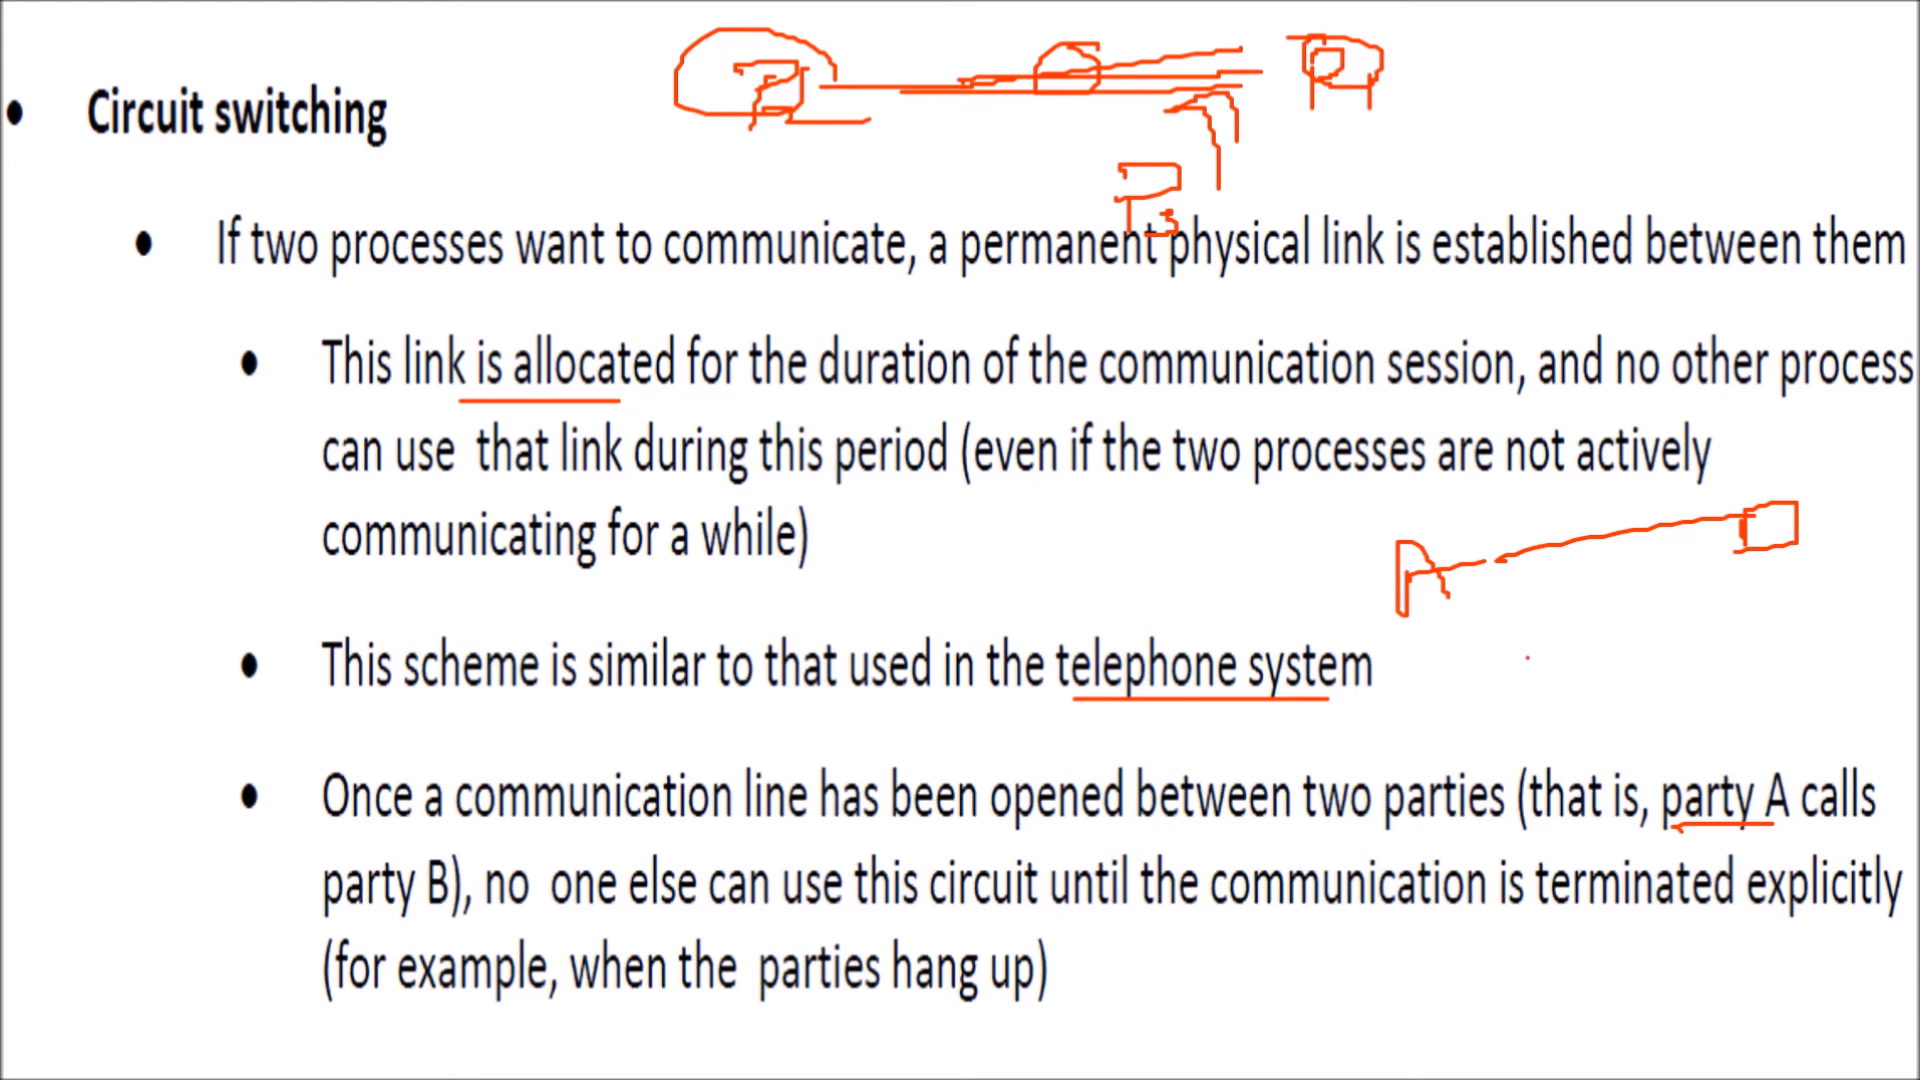 • Circuit switching
P3
• If two processes want to communicate, a permanent physical link is established between them
• This link is allocated for the duration of the communication session, and no other process
can use that link during this period (even if the two processes are not actively
communicating for a while)
A
• This scheme is similar to that used in the telephone system
• Once a communication line has been opened between two parties (that is, party A calls
party B), no one else can use this circuit until the communication is terminated explicitly
(for example, when the parties hang up)